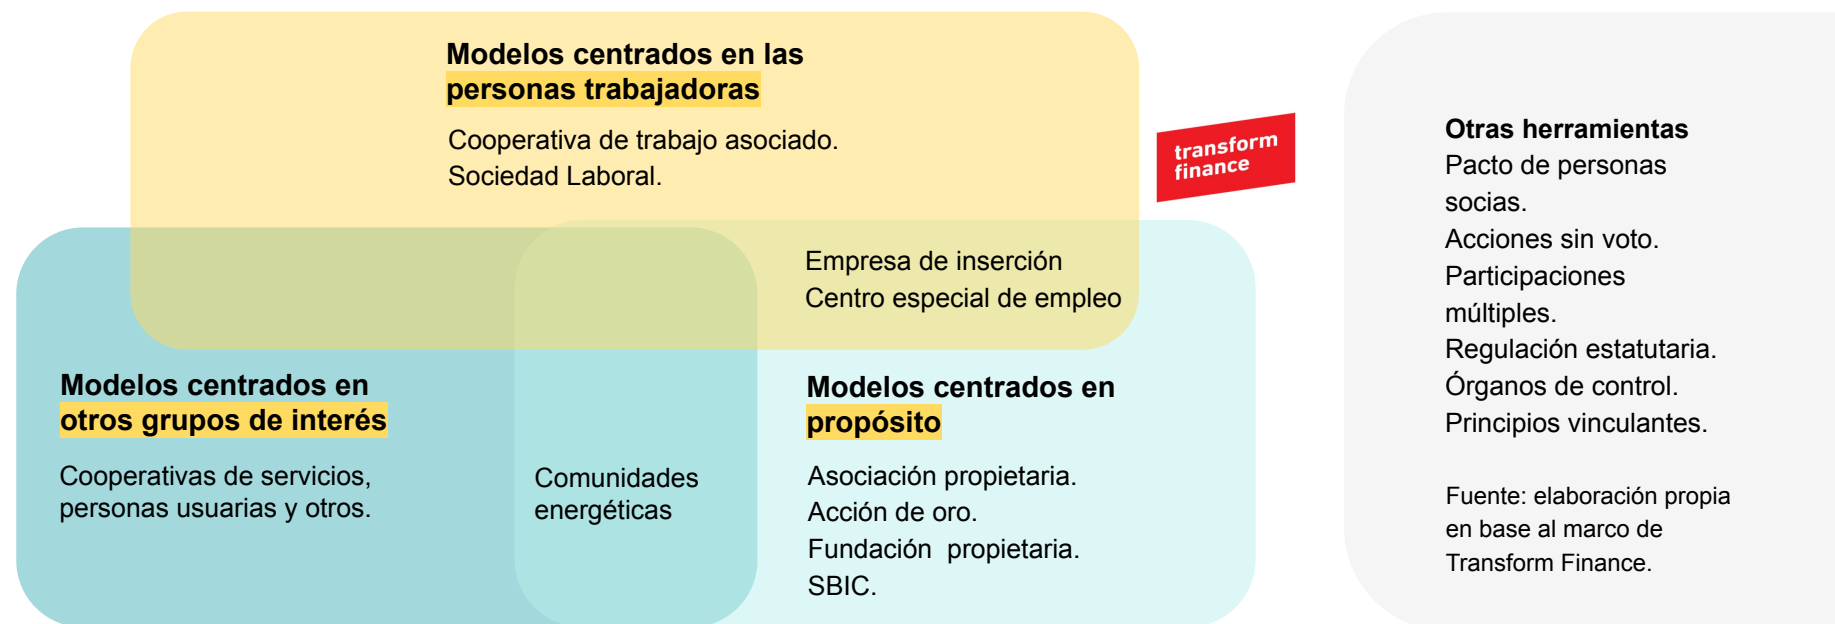 Modelos centrados en las
personas trabajadoras
Cooperativa de trabajo asociado.
Sociedad Laboral.
transform
finance
Empresa de inserción
Centro especial de empleo
Modelos centrados en
otros grupos de interés
Cooperativas de servicios,
personas usuarias y otros.
Comunidades
energéticas
Modelos centrados en
propósito
Asociación propietaria.
Acción de oro.
Fundación propietaria.
SBIC.
Otras herramientas
Pacto de personas
socias.
Acciones sin voto.
Participaciones
múltiples.
Regulación estatutaria.
Órganos de control.
Principios vinculantes.
Fuente: elaboración propia
en base al marco de
Transform Finance.